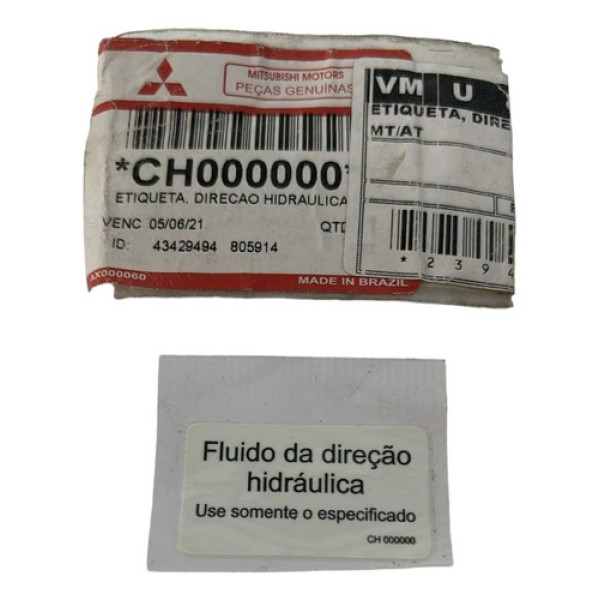 MITSUBISHI MOTORS
PEÇAS GENUÍNAS
*CH000000*
ETIQUETA, DIRECAO HIDRAULICA
VENC 05/06/21 QTD
ID: 43429494 805914
AX000060
MADE IN BRAZIL
VM U
ETIQUETA, DIRE
MT/AT
*2394
Fluido da direção
hidráulica
Use somente o especificado
CH 000000